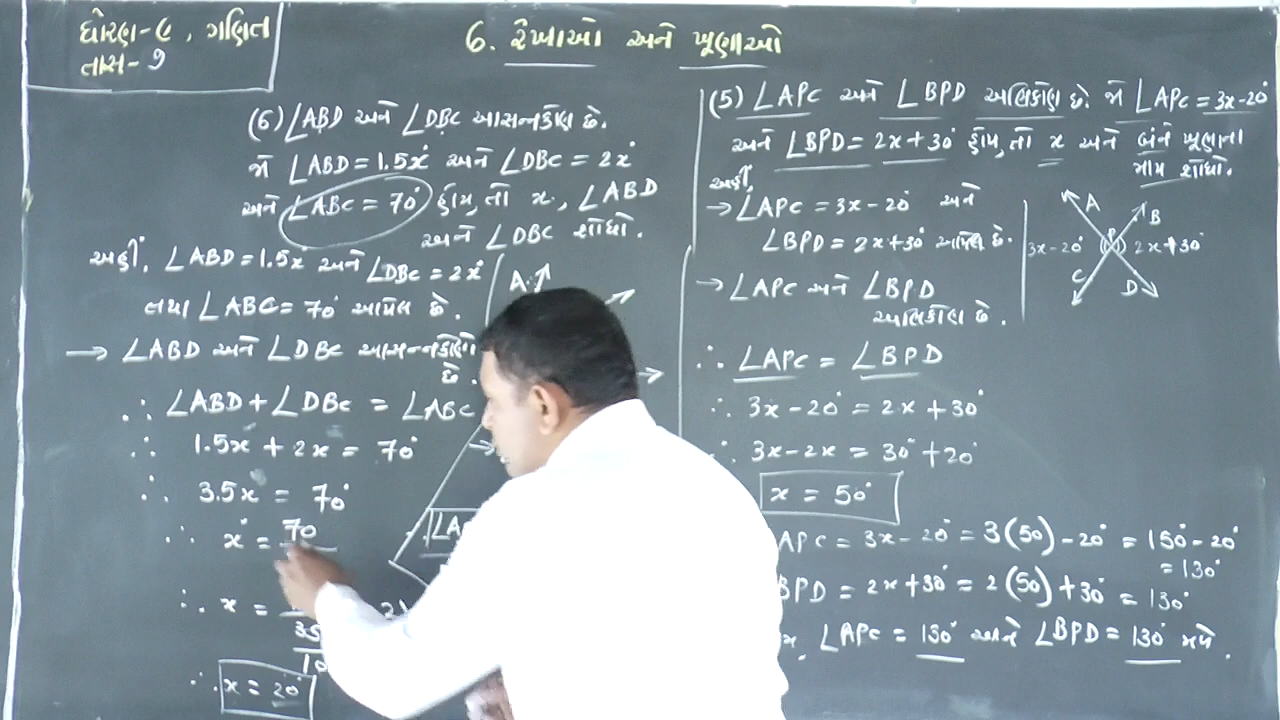 ધોરણ-૯, ગણિત
તાસ-૭
6. રેખાઓ અને ખૂણાઓ
(6) ∠ABD અને ∠DBC આસન્નકોણ છે.
જો ∠ABD = 1.5x° અને ∠DBC = 2x°
અને ∠ABC = 70° હોય, તો x, ∠ABD
અને ∠DBC શોધો.
અહીં, ∠ABD = 1.5x° અને ∠DBC = 2x°
તથા ∠ABC = 70° આપેલ છે.
→ ∠ABD અને ∠DBC આસન્નકોણો
છે.
∴ ∠ABD + ∠DBC = ∠ABC
∴ 1.5x + 2x = 70°
∴ 3.5x° = 70°
∴ x° = 70
∴ x =
35
10
∴ x = 20°
A
(5) ∠APC અને ∠BPD અભિકોણ છે. જો ∠APC = 3x-20°
અને ∠BPD = 2x+30° હોય, તો x અને બંને ખૂણાના
માપ શોધો.
અહીં,
→ ∠APC = 3x-20° અને
∠BPD = 2x+30° આપેલ છે.
→ ∠APC અને ∠BPD
અભિકોણ છે.
A
B
P
3x-20°
2x+30°
C
D
∴ ∠APC = ∠BPD
∴ 3x-20° = 2x+30°
∴ 3x-2x = 30°+20°
x = 50°
APC = 3x-20° = 3(50)-20° = 150°-20°
= 130°
BPD = 2x+30° = 2(50)+30° = 130°
∠APC = 130° અને ∠BPD = 130° મળે.